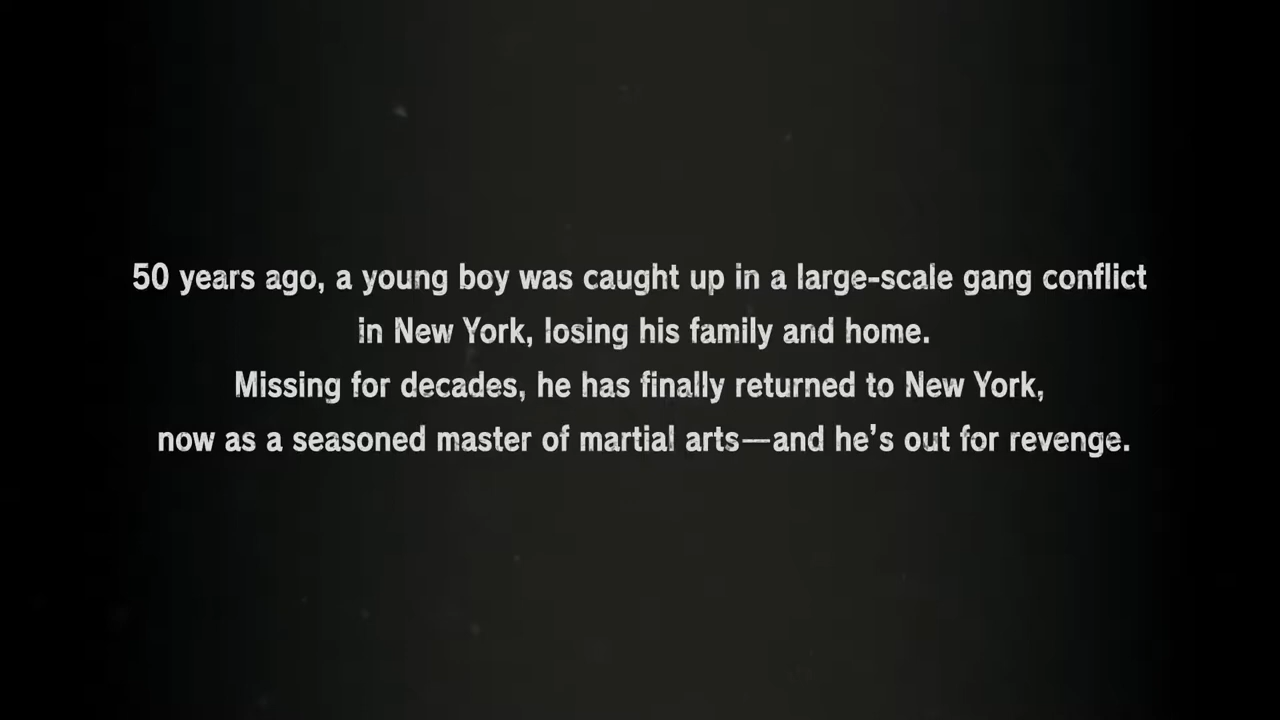 50 years ago, a young boy was caught up in a large-scale gang conflict
in New York, losing his family and home.
Missing for decades, he has finally returned to New York,
now as a seasoned master of martial arts—and he’s out for revenge.